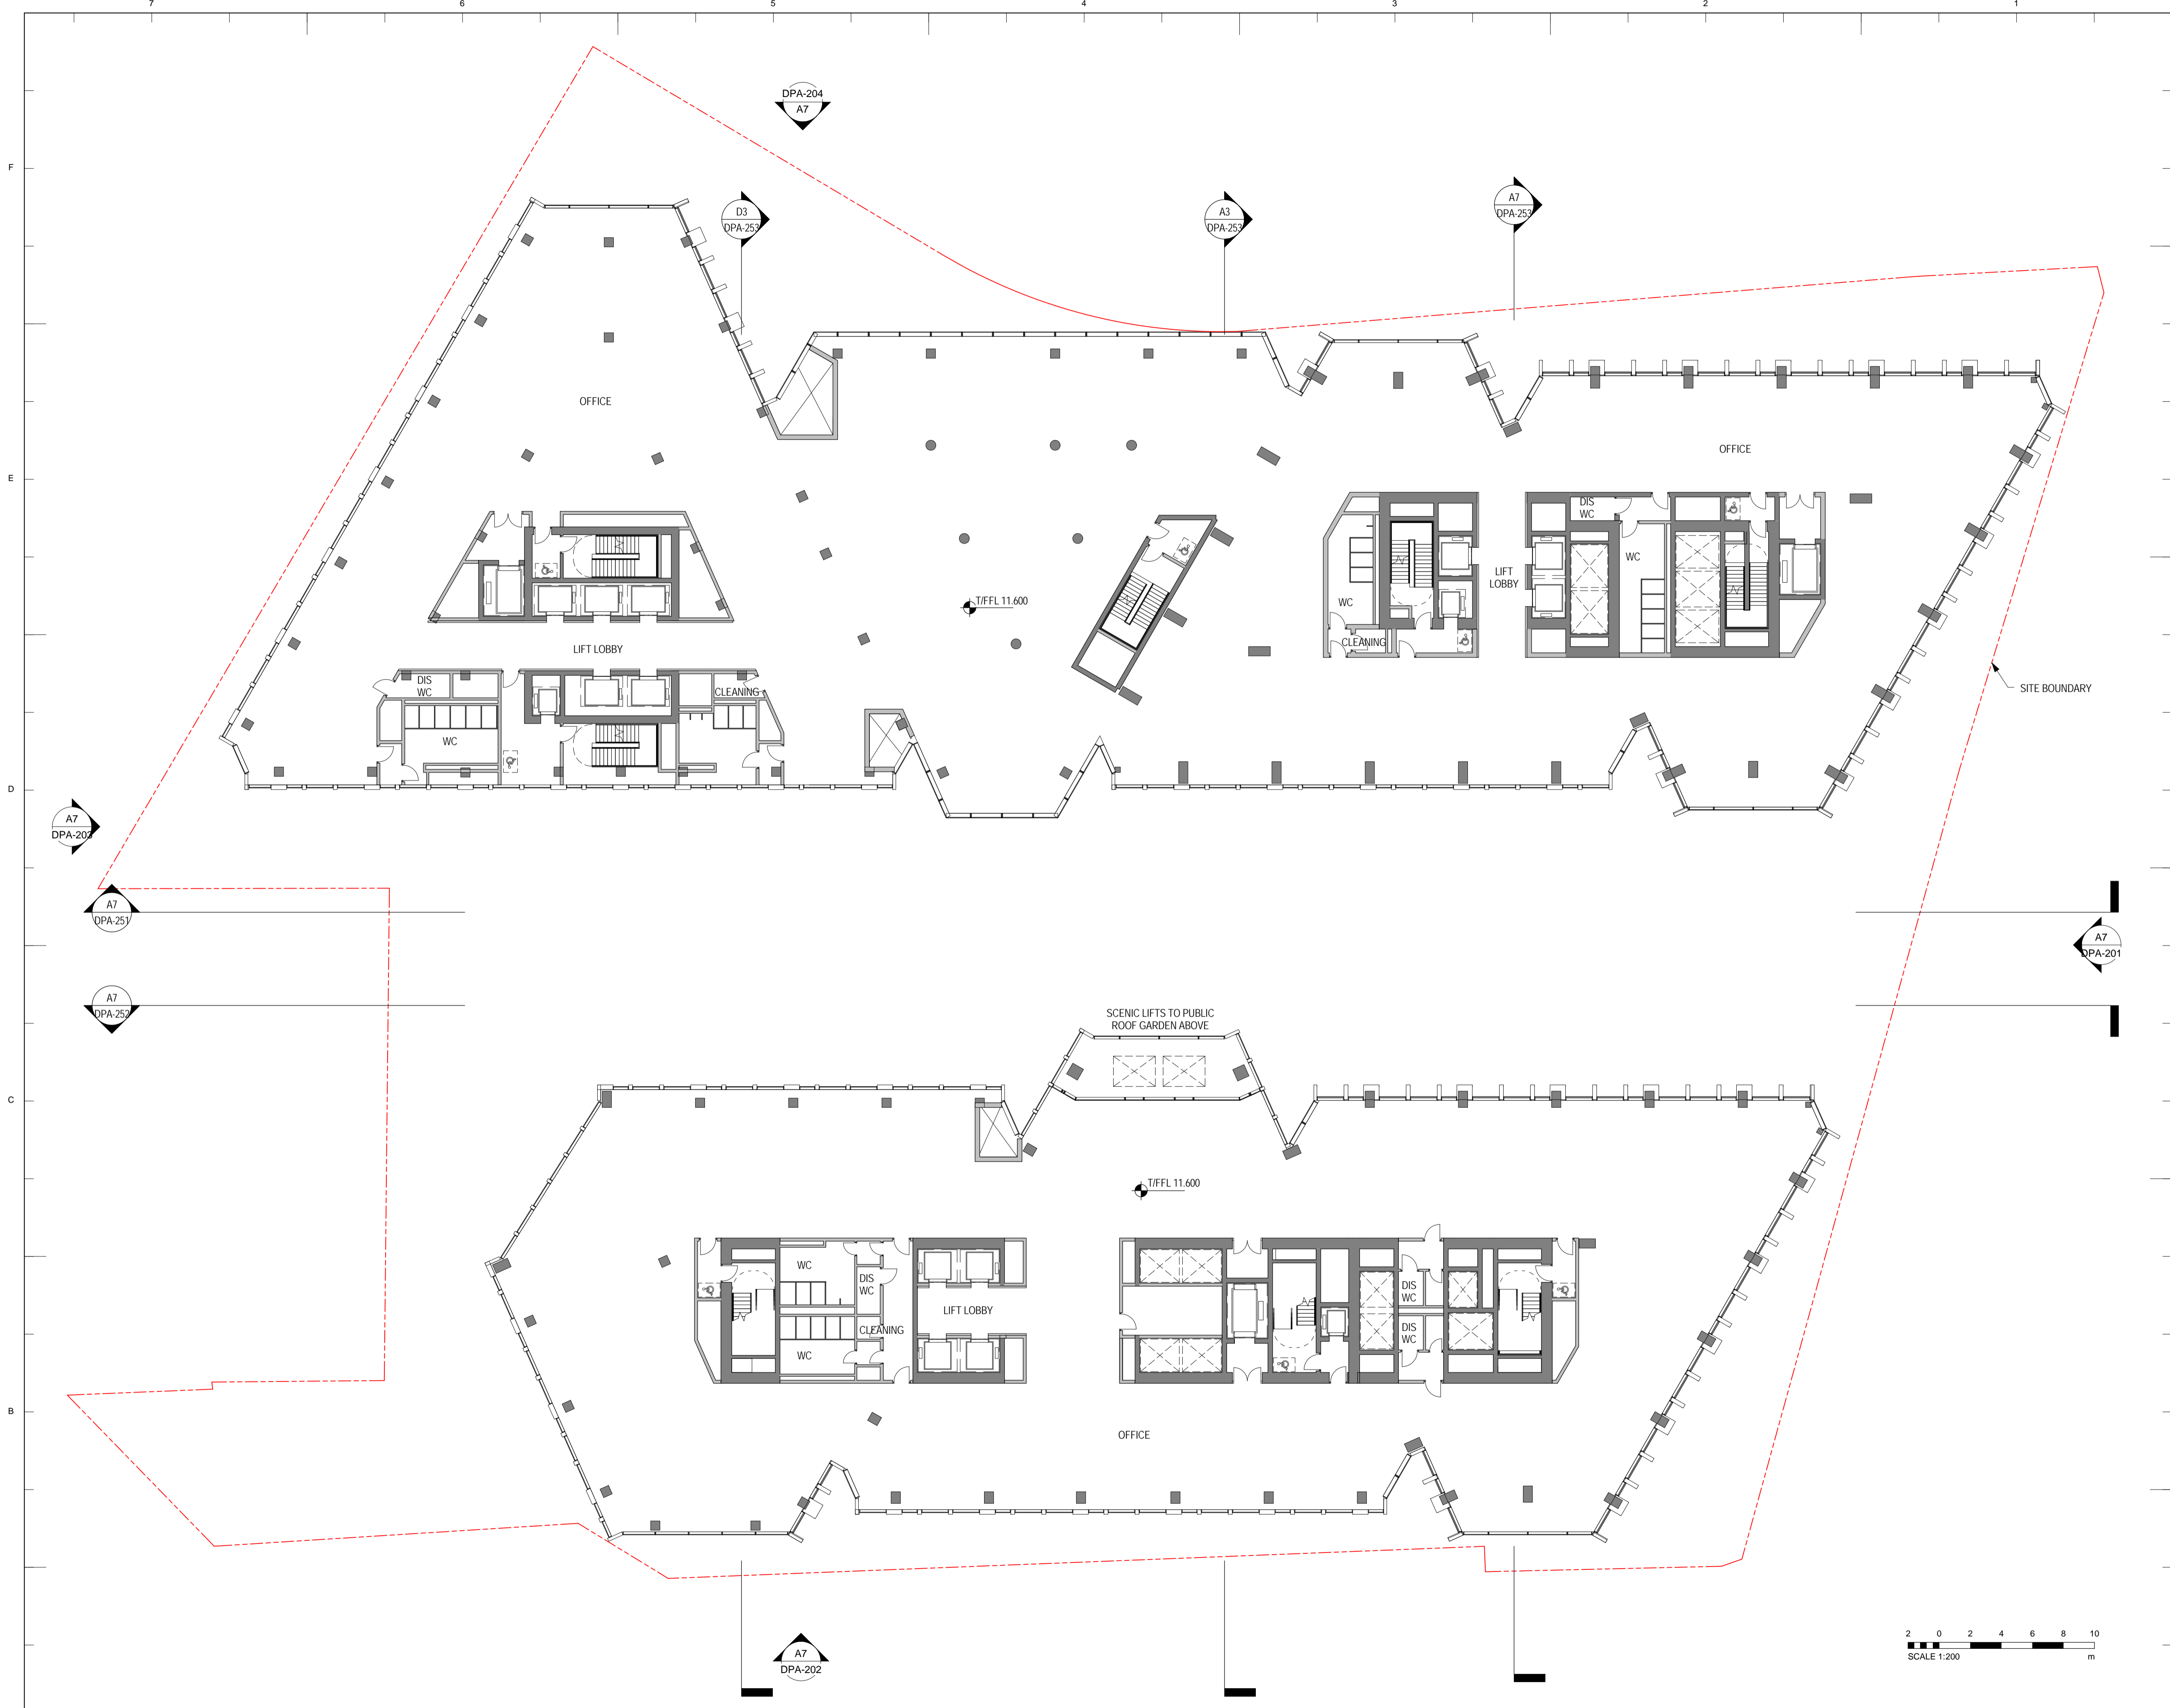 7 6 5 4 3 2 1
DPA-204
A7
F
D3
DPA-253
A3
DPA-253
A7
DPA-253
OFFICE
OFFICE
E
DIS
WC
WC
LIFT
LOBBY
WC
CLEANING
T/FFL 11.600
LIFT LOBBY
DIS
WC
CLEANING
WC
SITE BOUNDARY
D
A7
DPA-203
A7
DPA-251
A7
DPA-201
A7
DPA-252
SCENIC LIFTS TO PUBLIC
ROOF GARDEN ABOVE
C
T/FFL 11.600
WC
DIS
WC
LIFT LOBBY
CLEANING
WC
DIS
WC
DIS
WC
B
OFFICE
2 0 2 4 6 8 10
SCALE 1:200 m
A7
DPA-202